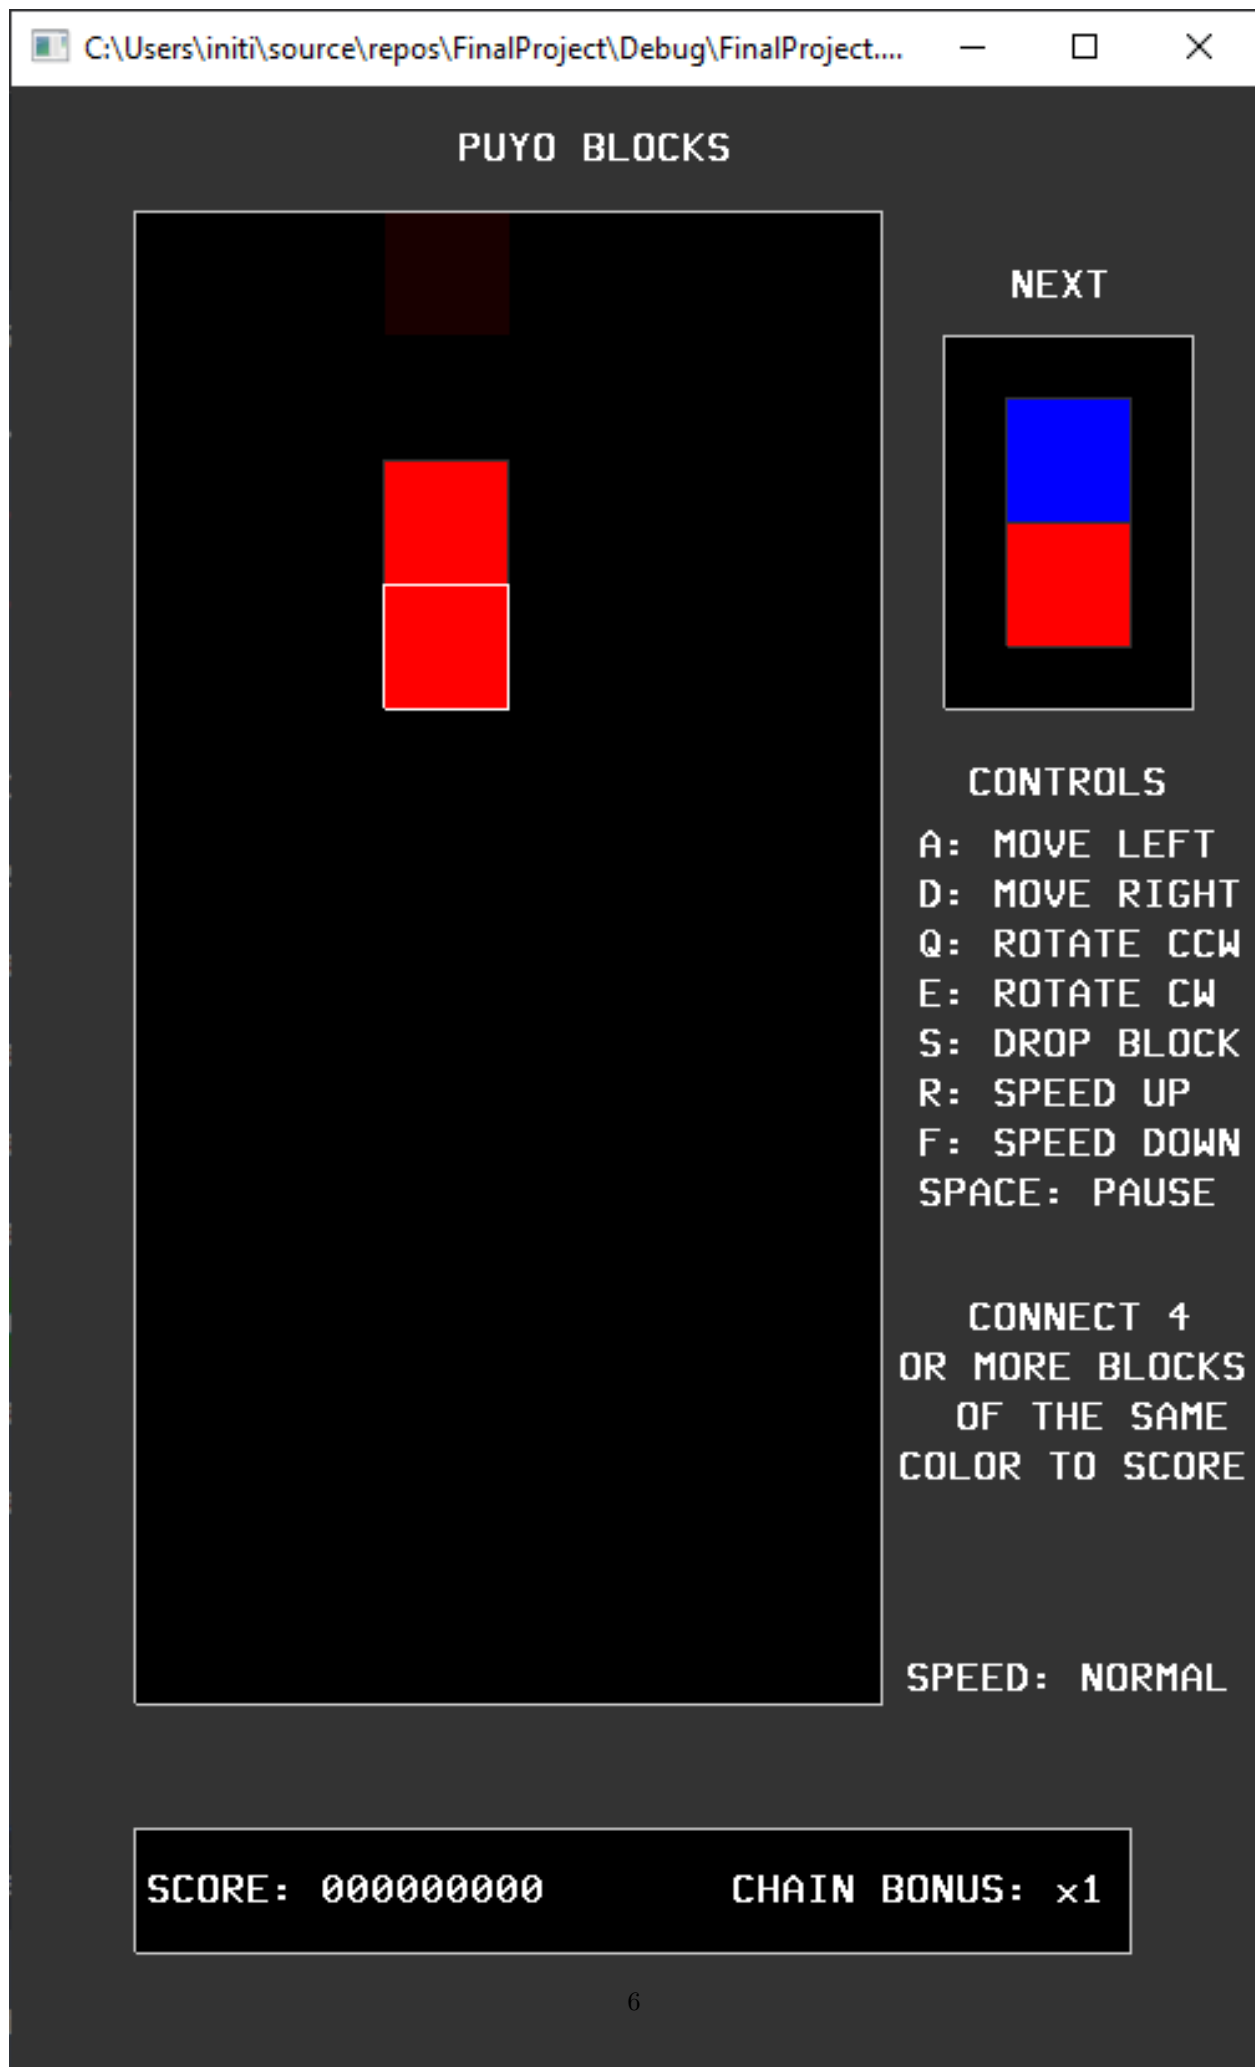 C:\Users\initi\source\repos\FinalProject\Debug\FinalProject....
PUYO BLOCKS
NEXT
CONTROLS
A: MOVE LEFT
D: MOVE RIGHT
Q: ROTATE CCW
E: ROTATE CW
S: DROP BLOCK
R: SPEED UP
F: SPEED DOWN
SPACE: PAUSE
CONNECT 4
OR MORE BLOCKS
OF THE SAME
COLOR TO SCORE
SPEED: NORMAL
SCORE: 000000000 CHAIN BONUS: x1
6